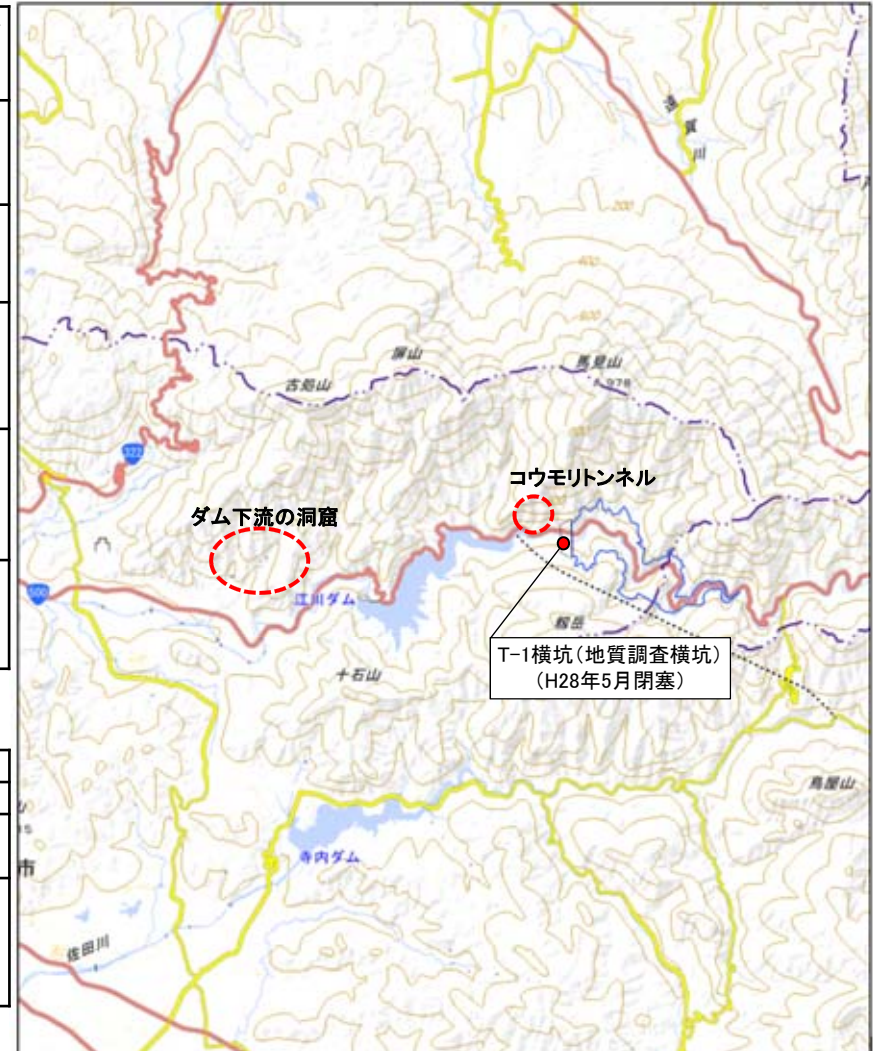 200
400
600
屏山
古処山
馬見山
978
322
コウモリトンネル
ダム下流の洞窟
500
江川ダム
T-1横坑(地質調査横坑)
(H28年5月閉塞)
十石山
鳥屋山
寺内ダム
市
佐田川